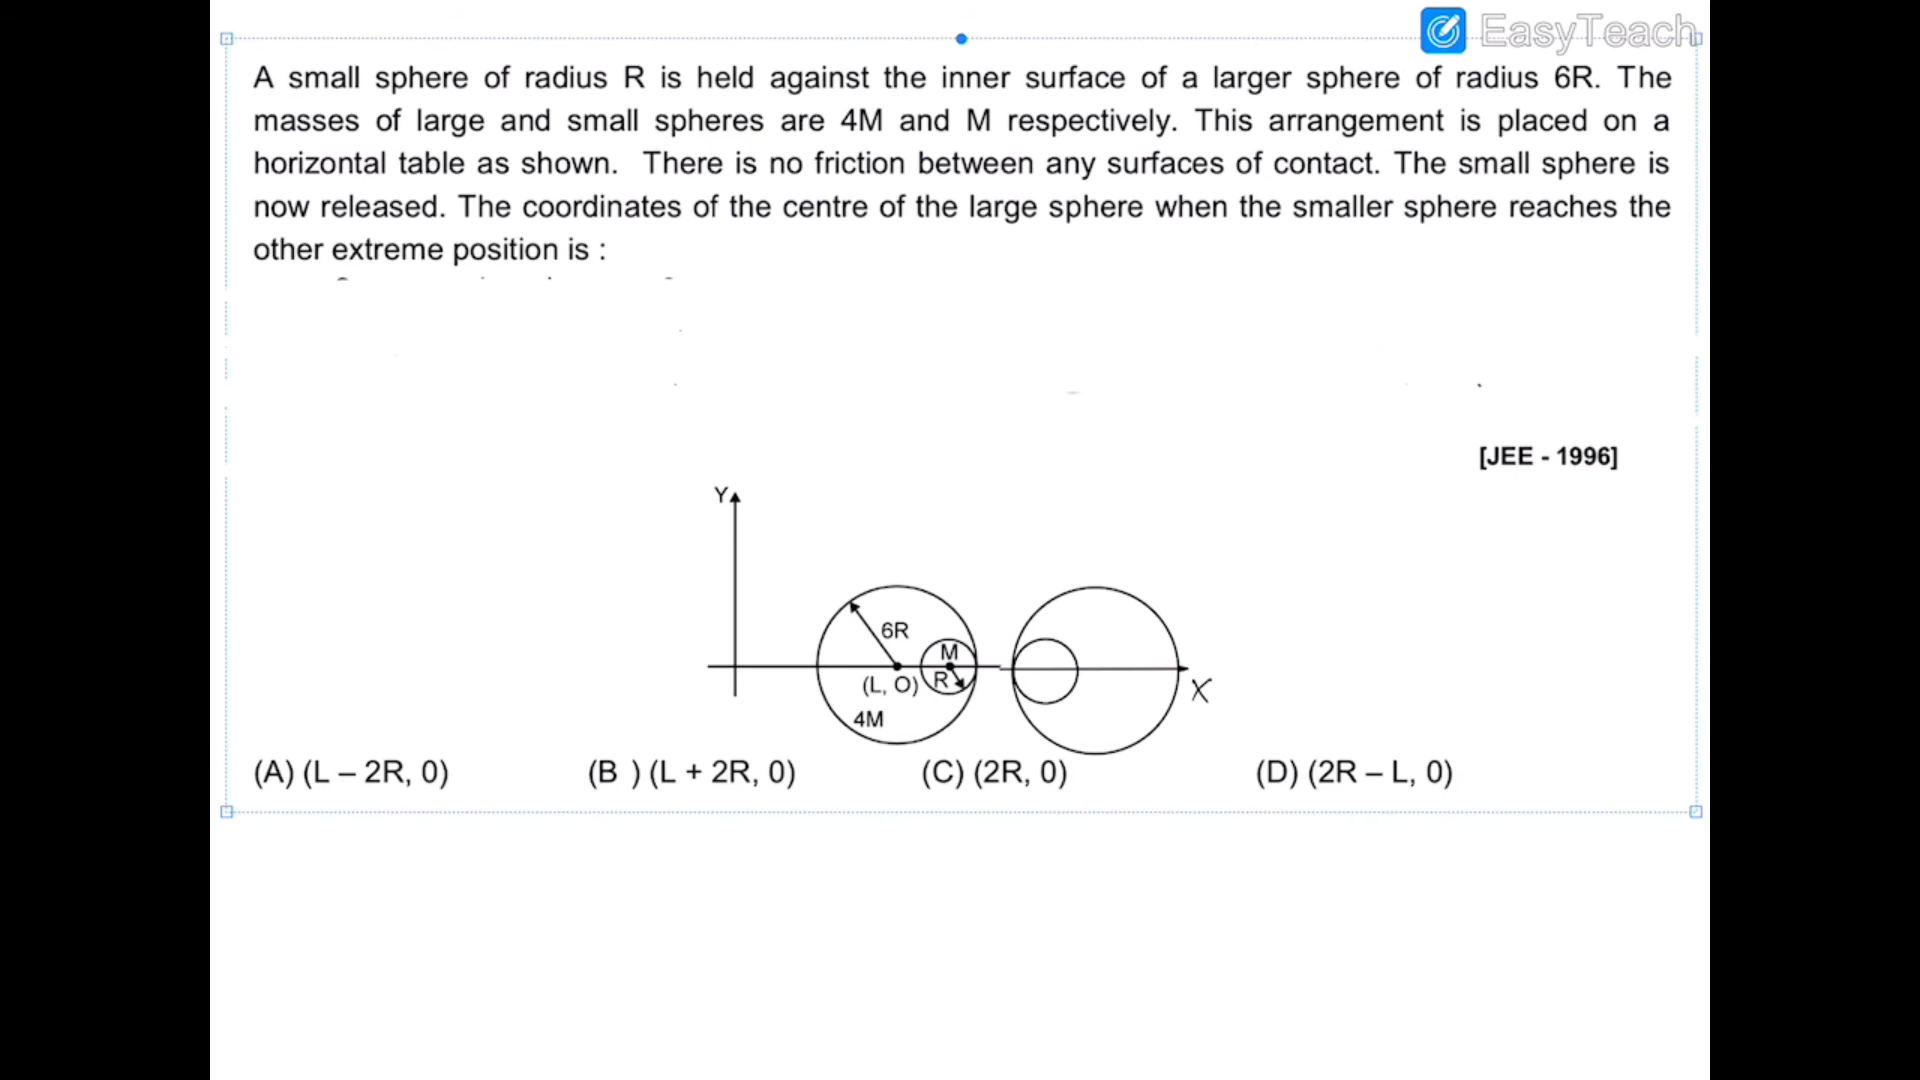 EasyTeach
A small sphere of radius R is held against the inner surface of a larger sphere of radius 6R. The
masses of large and small spheres are 4M and M respectively. This arrangement is placed on a
horizontal table as shown. There is no friction between any surfaces of contact. The small sphere is
now released. The coordinates of the centre of the large sphere when the smaller sphere reaches the
other extreme position is :
[JEE - 1996]
Y
6R
M
(L, O)
R
X
4M
(A) (L – 2R, 0) (B ) (L + 2R, 0) (C) (2R, 0) (D) (2R – L, 0)